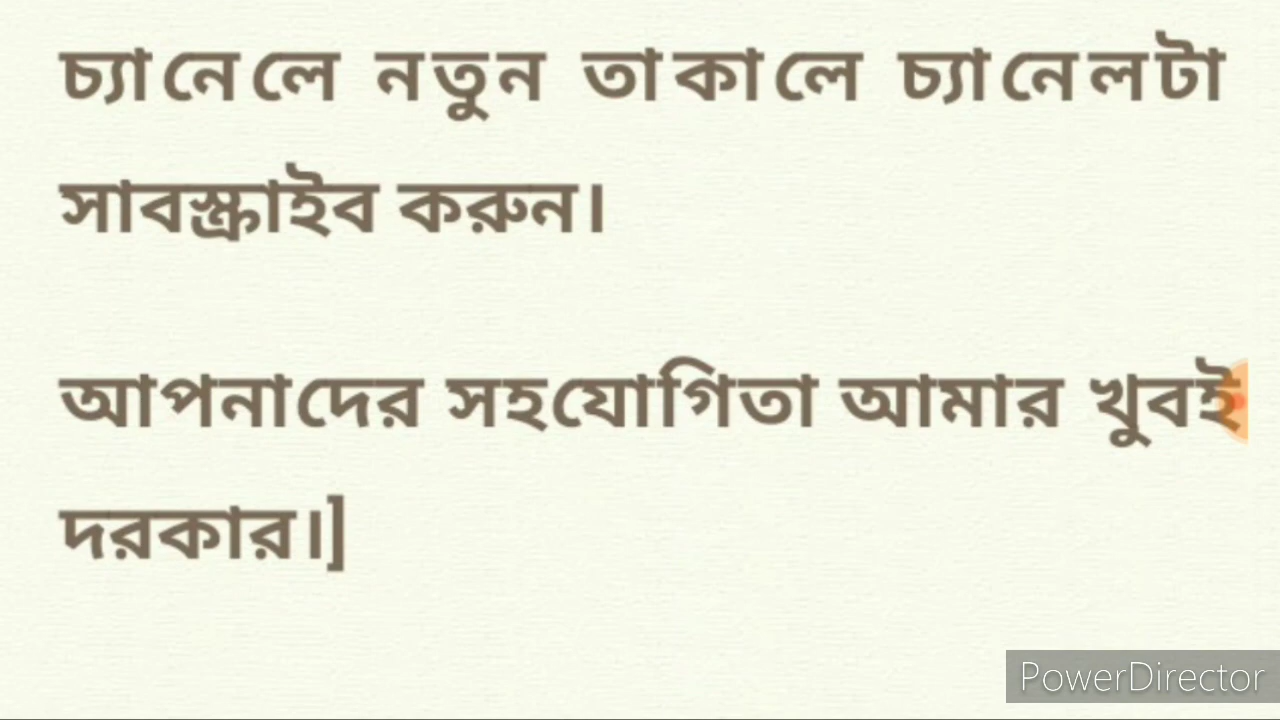 চ্যানেলে নতুন তাকালে চ্যানেলটা
সাবস্ক্রাইব করুন।
আপনাদের সহযোগিতা আমার খুবই
দরকার।]
PowerDirector